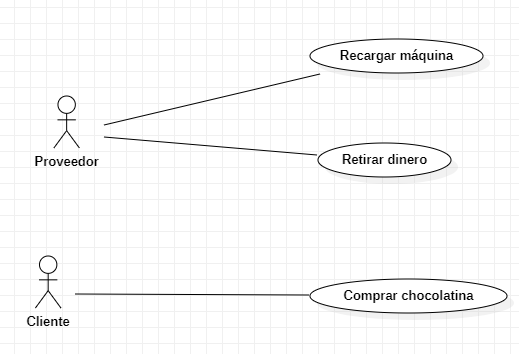 Recargar máquina
Proveedor
Retirar dinero
Cliente
Comprar chocolatina